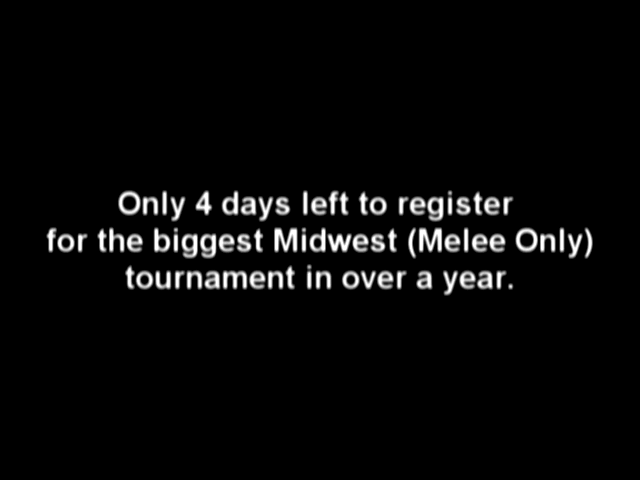 Only 4 days left to register
for the biggest Midwest (Melee Only)
tournament in over a year.